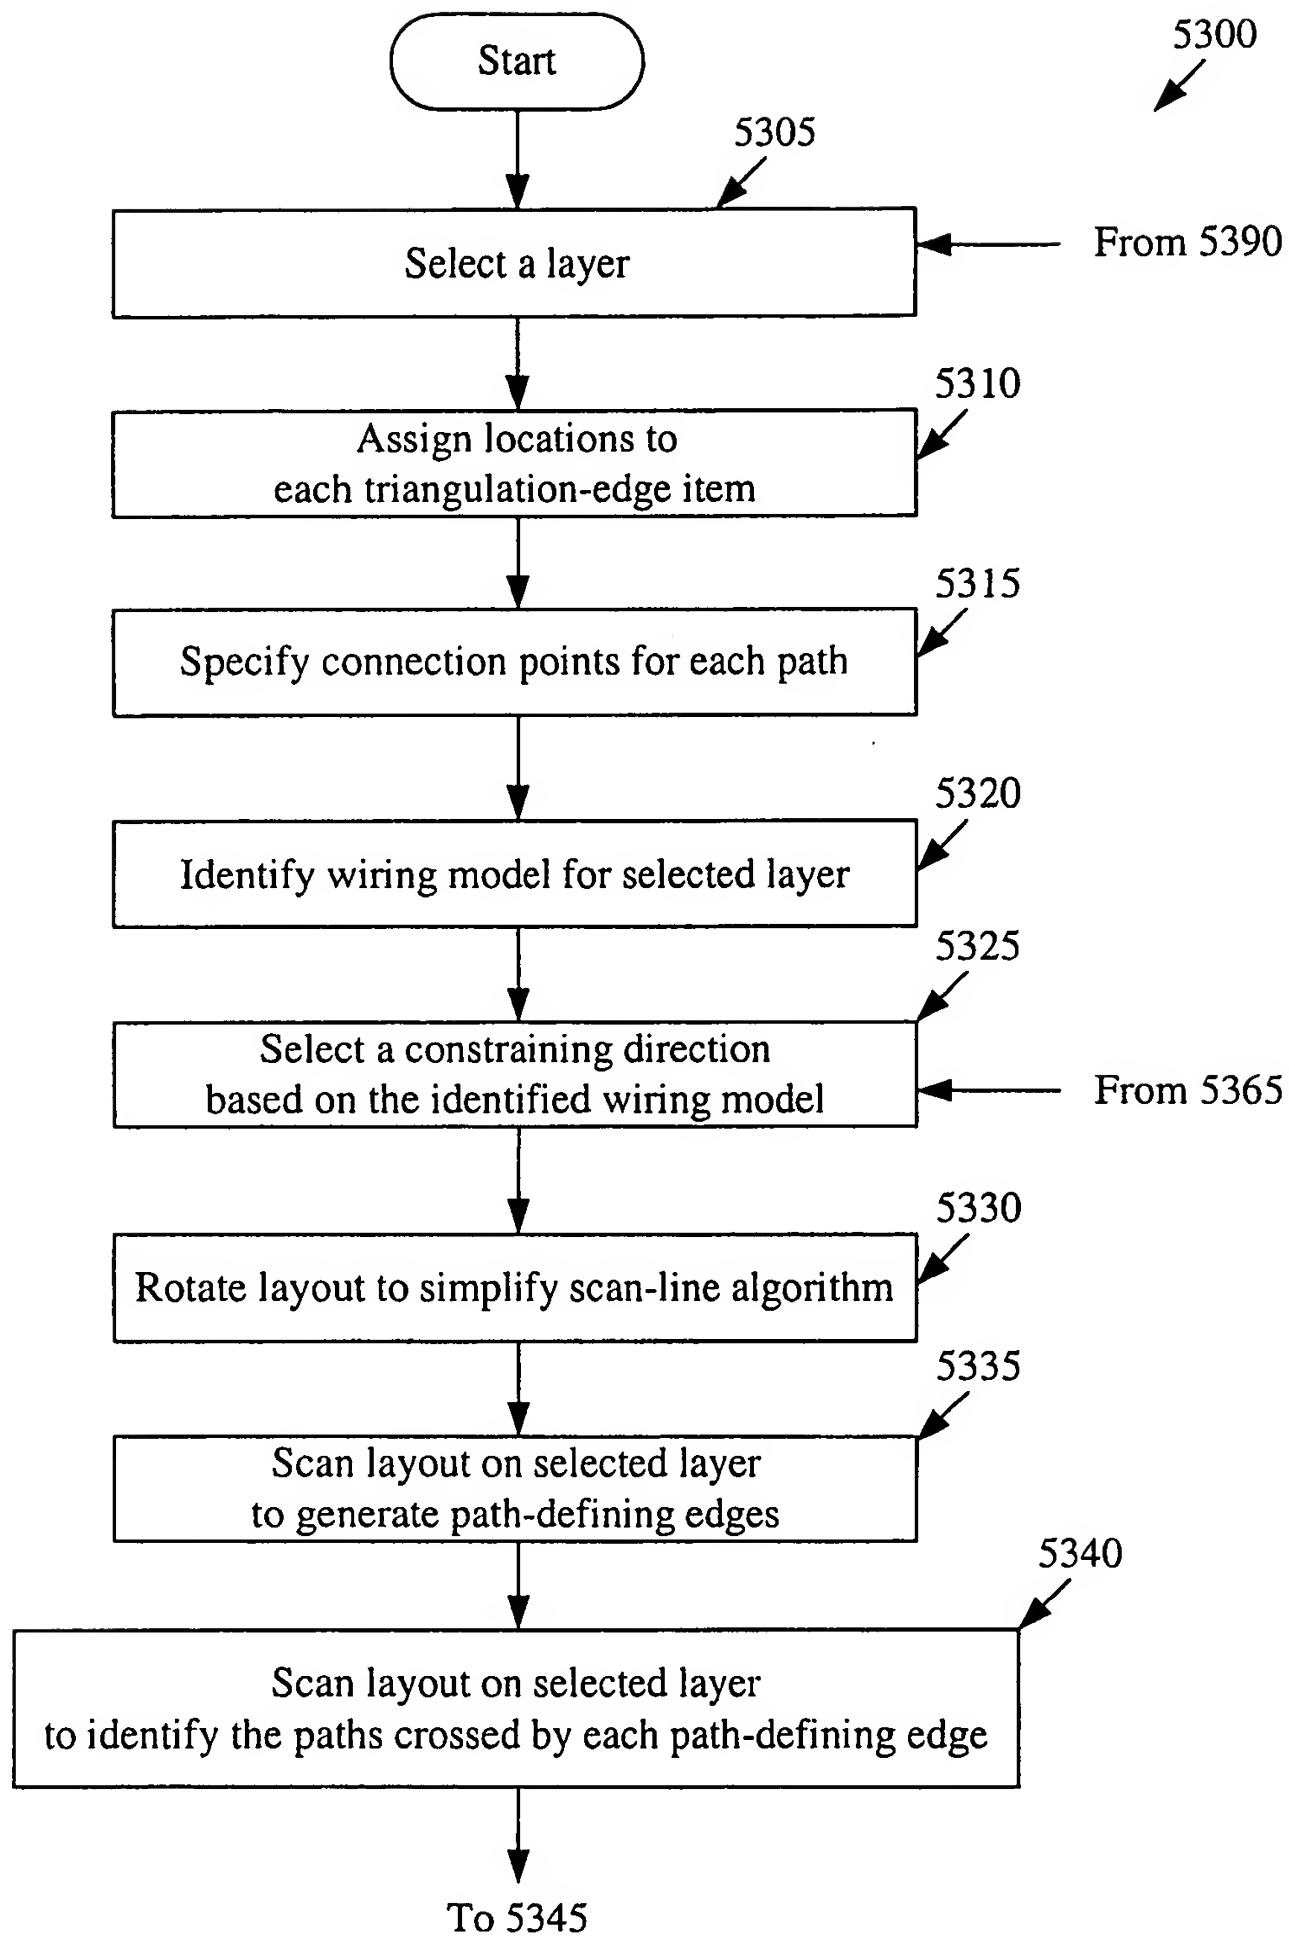 Start
5300
5305
Select a layer
From 5390
5310
Assign locations to
each triangulation-edge item
5315
Specify connection points for each path
5320
Identify wiring model for selected layer
5325
Select a constraining direction
based on the identified wiring model
From 5365
5330
Rotate layout to simplify scan-line algorithm
5335
Scan layout on selected layer
to generate path-defining edges
5340
Scan layout on selected layer
to identify the paths crossed by each path-defining edge
To 5345